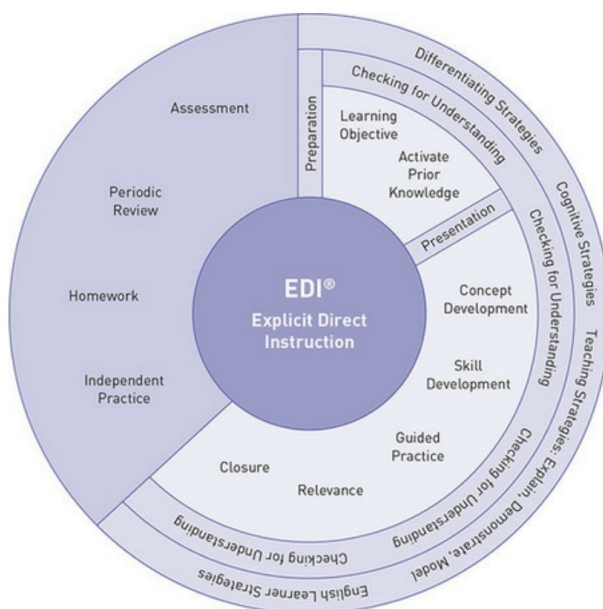 Differentiating Strategies
Cognitive Strategies
Teaching Strategies: Explain, Demonstrate, Model
English Learner Strategies
Checking for Understanding
Checking for Understanding
Checking for Understanding
Checking for Understanding
Preparation
Learning
Objective
Activate
Prior
Knowledge
Presentation
Concept
Development
Skill
Development
Guided
Practice
Relevance
Closure
Independent
Practice
Homework
Periodic
Review
Assessment
EDI®
Explicit Direct
Instruction